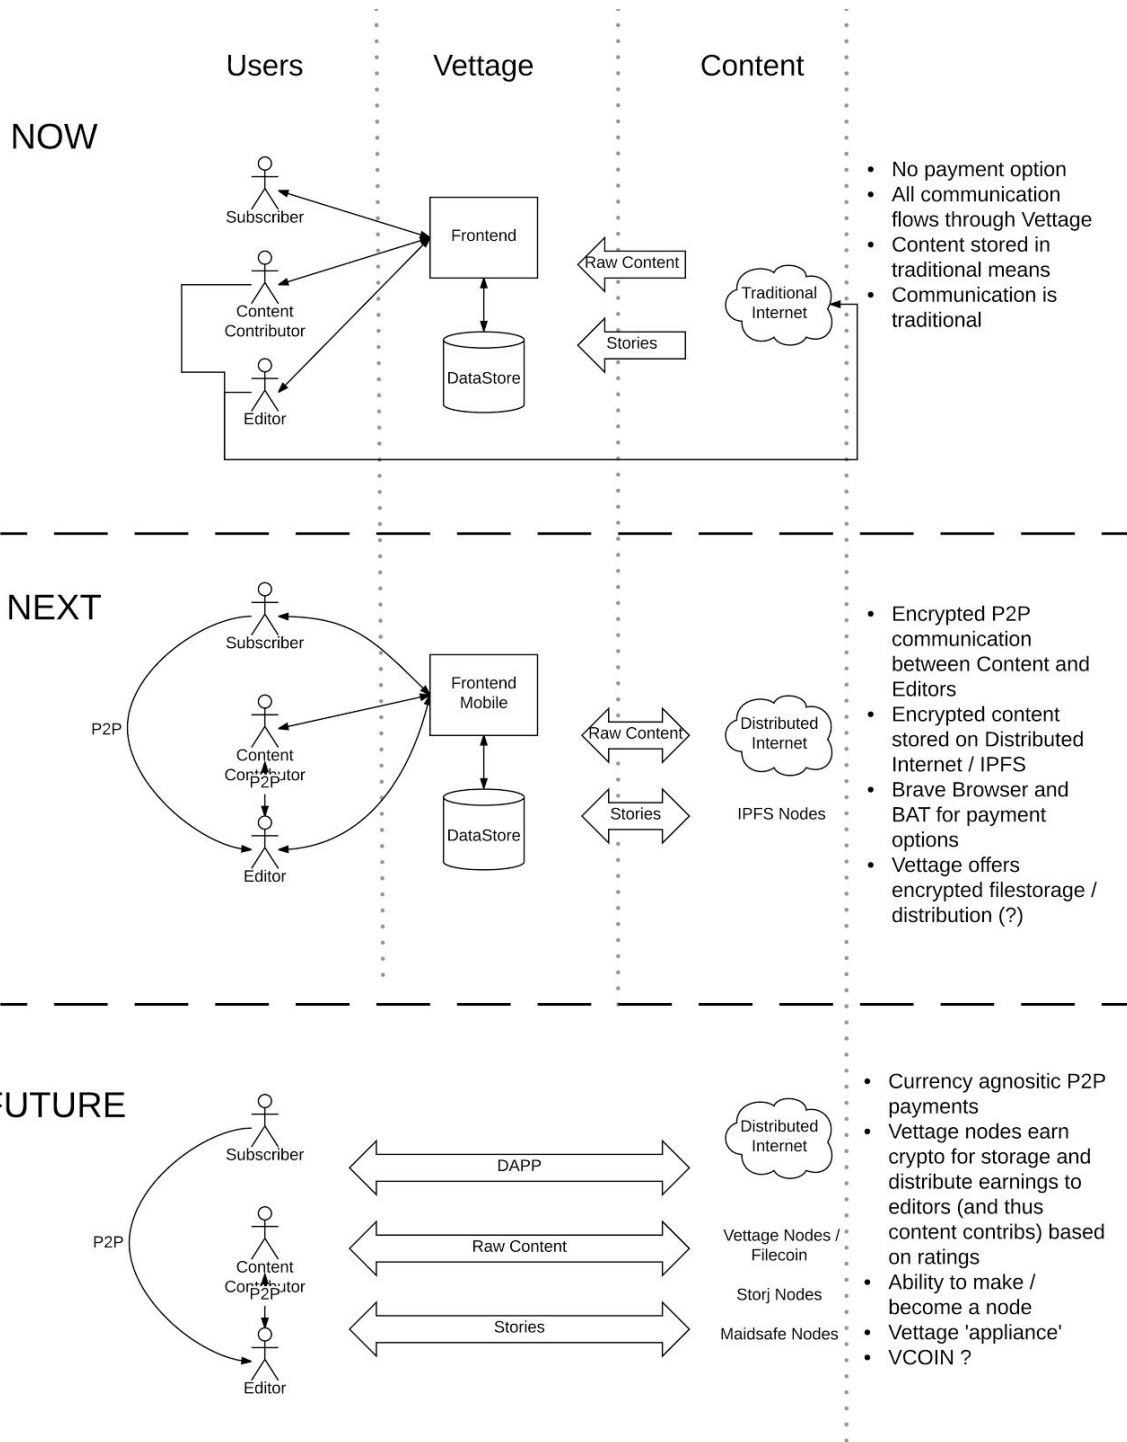 Users
Vettage
Content
NOW
Subscriber
Content
Contributor
Editor
Frontend
DataStore
Raw Content
Stories
Traditional
Internet
• No payment option
• All communication
flows through Vettage
• Content stored in
traditional means
• Communication is
traditional
NEXT
Subscriber
P2P
Content
P2P
Editor
Frontend
Mobile
DataStore
Raw Content
Stories
Distributed
Internet
IPFS Nodes
• Encrypted P2P
communication
between Content and
Editors
• Encrypted content
stored on Distributed
Internet / IPFS
• Brave Browser and
BAT for payment
options
• Vettage offers
encrypted filestorage /
distribution (?)
FUTURE
Subscriber
P2P
Content
P2P
Editor
DAPP
Raw Content
Stories
Distributed
Internet
Vettage Nodes /
Filecoin
Storj Nodes
Maidsafe Nodes
• Currency agnositic P2P
payments
• Vettage nodes earn
crypto for storage and
distribute earnings to
editors (and thus
content contribs) based
on ratings
• Ability to make /
become a node
• Vettage 'appliance'
• VCOIN ?